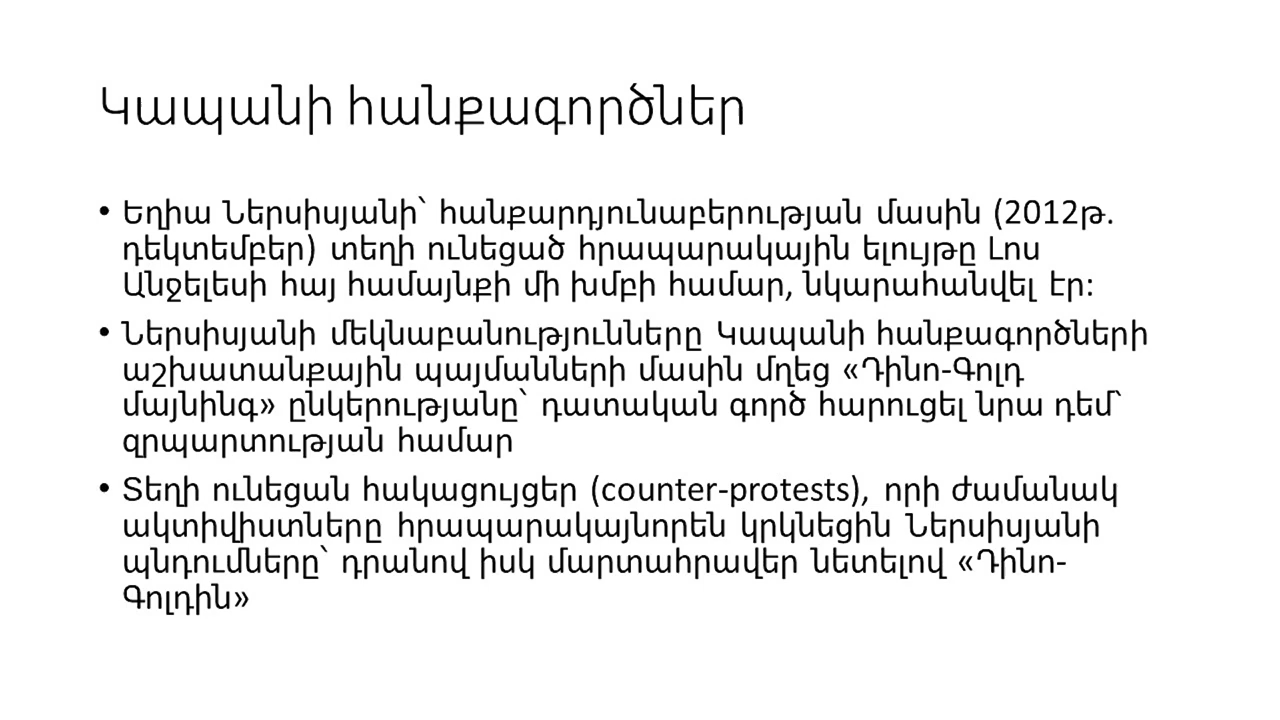 Կապանի հանքագործներ
• Եղիա Ներսիսյանի՝ հանքարդյունաբերության մասին (2012թ.
դեկտեմբեր) տեղի ունեցած հրապարակային ելույթը Լոս
Անջելեսի հայ համայնքի մի խմբի համար, նկարահանվել էր:
• Ներսիսյանի մեկնաբանությունները Կապանի հանքագործների
աշխատանքային պայմանների մասին մղեց «Դինո-Գոլդ
մայնինգ» ընկերությանը՝ դատական գործ հարուցել նրա դեմ՝
զրպարտության համար
• Տեղի ունեցան հակացույցեր (counter-protests), որի ժամանակ
ակտիվիստները հրապարակայնորեն կրկնեցին Ներսիսյանի
պնդումները՝ դրանով իսկ մարտահրավեր նետելով «Դինո-
Գոլդին»